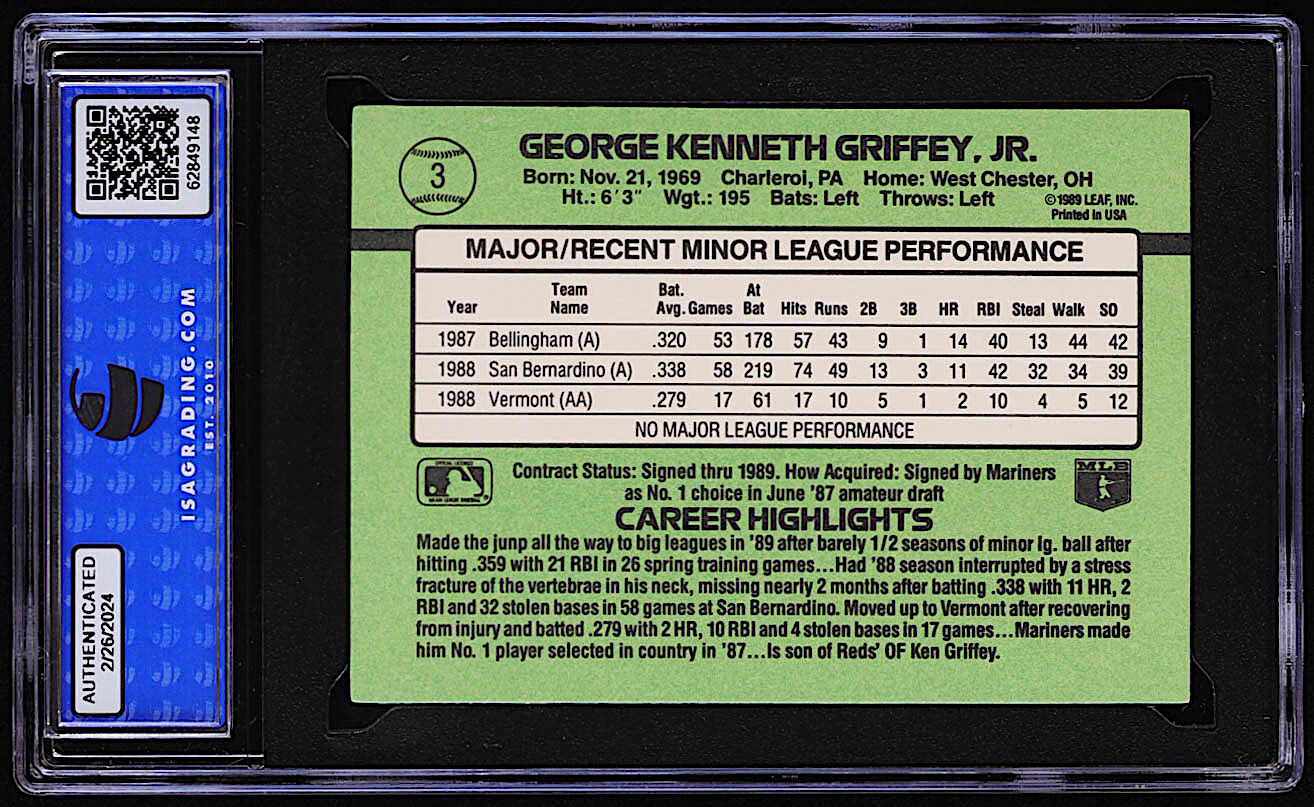 62849148
ISAGRADING.COM
EST. 2010
AUTHENTICATED
2/26/2024
3
GEORGE KENNETH GRIFFEY, JR.
Born: Nov. 21, 1969 Charleroi, PA Home: West Chester, OH
Ht.: 6'3" Wgt.: 195 Bats: Left Throws: Left
©1989 LEAF, INC.
Printed in USA
MAJOR/RECENT MINOR LEAGUE PERFORMANCE
Year Team Name Bat. Avg. Games At Bat Hits Runs 2B 3B HR RBI Steal Walk SO
1987 Bellingham (A) .320 53 178 57 43 9 1 14 40 13 44 42
1988 San Bernardino (A) .338 58 219 74 49 13 3 11 42 32 34 39
1988 Vermont (AA) .279 17 61 17 10 5 1 2 10 4 5 12
NO MAJOR LEAGUE PERFORMANCE
Contract Status: Signed thru 1989. How Acquired: Signed by Mariners
as No. 1 choice in June '87 amateur draft
MLB
CAREER HIGHLIGHTS
Made the junp all the way to big leagues in '89 after barely 1/2 seasons of minor lg. ball after
hitting .359 with 21 RBI in 26 spring training games...Had '88 season interrupted by a stress
fracture of the vertebrae in his neck, missing nearly 2 months after batting .338 with 11 HR, 2
RBI and 32 stolen bases in 58 games at San Bernardino. Moved up to Vermont after recovering
from injury and batted .279 with 2 HR, 10 RBI and 4 stolen bases in 17 games...Mariners made
him No. 1 player selected in country in '87...Is son of Reds' OF Ken Griffey.